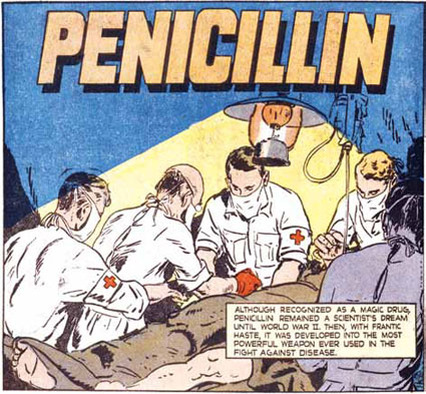 PENICILLIN
ALTHOUGH RECOGNIZED AS A MAGIC DRUG,
PENICILLIN REMAINED A SCIENTIST'S DREAM
UNTIL WORLD WAR II. THEN, WITH FRANTIC
HASTE, IT WAS DEVELOPED INTO THE MOST
POWERFUL WEAPON EVER USED IN THE
FIGHT AGAINST DISEASE.